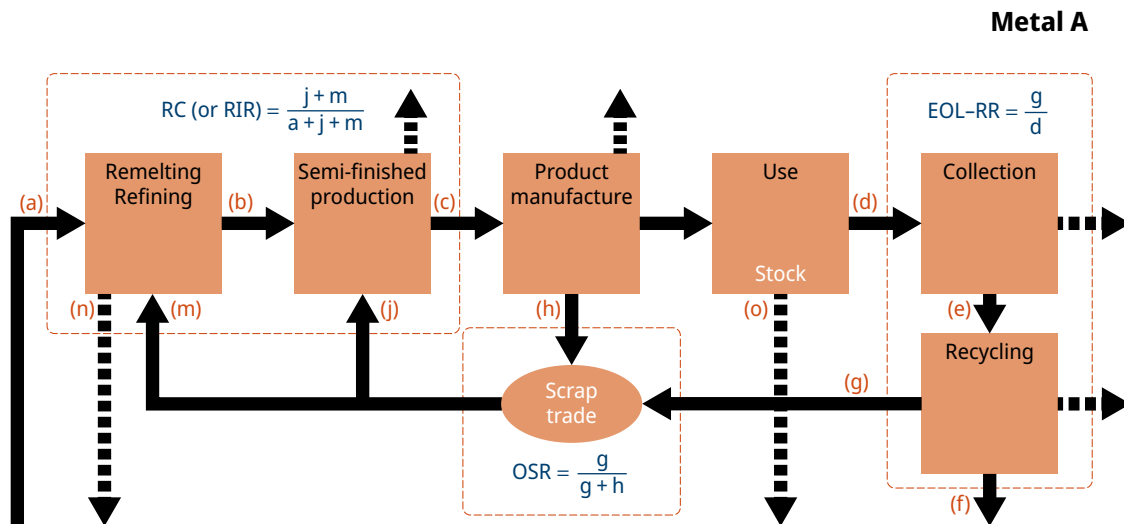 Metal A
RC (or RIR) = j + m / a + j + m
EOL–RR = g / d
(a)
Remelting
Refining
(b)
Semi-finished
production
(c)
Product
manufacture
Use
Stock
(d)
Collection
(n)
(m)
(j)
(h)
(o)
(e)
Recycling
Scrap
trade
(g)
OSR = g / g + h
(f)